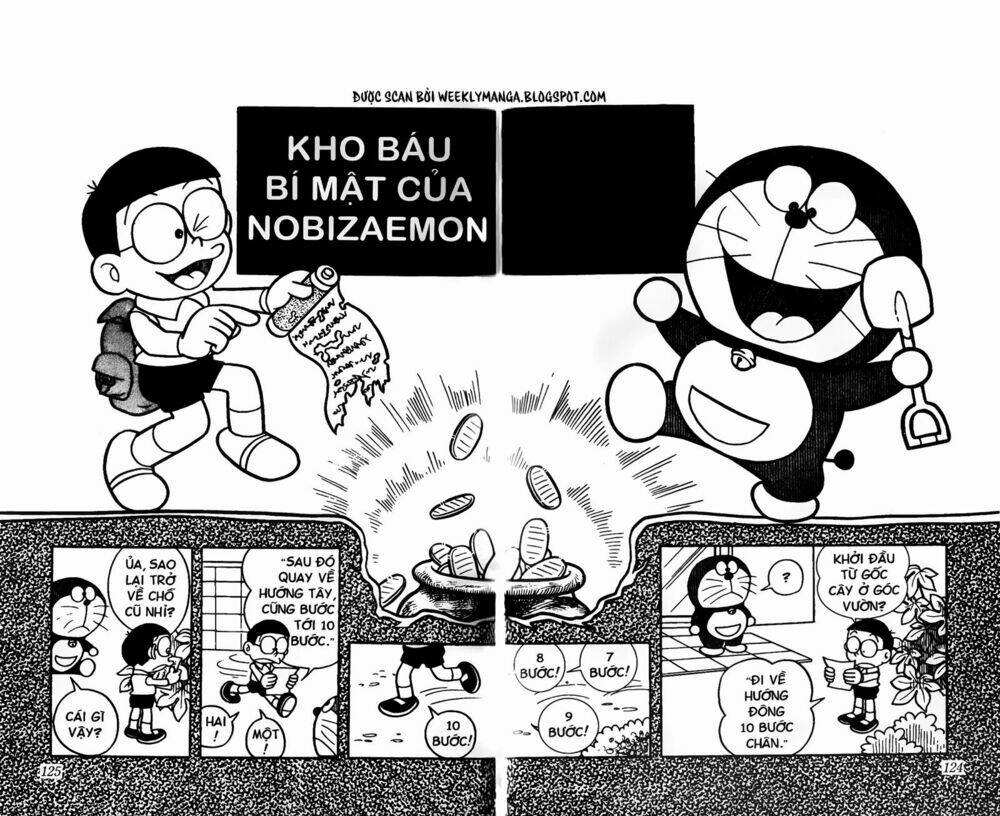 ĐƯỢC SCAN BỞI WEEKLYMANGA.BLOGSPOT.COM
KHO BÁU
BÍ MẬT CỦA
NOBIZAEMON
KHỞI ĐẦU
TỪ GỐC
CÂY Ở GÓC
VƯỜN?
?
"ĐI VỀ
HƯỚNG
ĐÔNG
10 BƯỚC
CHÂN."
7
BƯỚC!
8
BƯỚC!
9
BƯỚC!
10
BƯỚC!
"SAU ĐÓ
QUAY VỀ
HƯỚNG TÂY,
CŨNG BƯỚC
TỚI 10
BƯỚC."
MỘT
!
HAI
!
ỦA, SAO
LẠI TRỞ
VỀ CHỖ
CŨ NHỈ?
CÁI GÌ
VẬY?
124
125